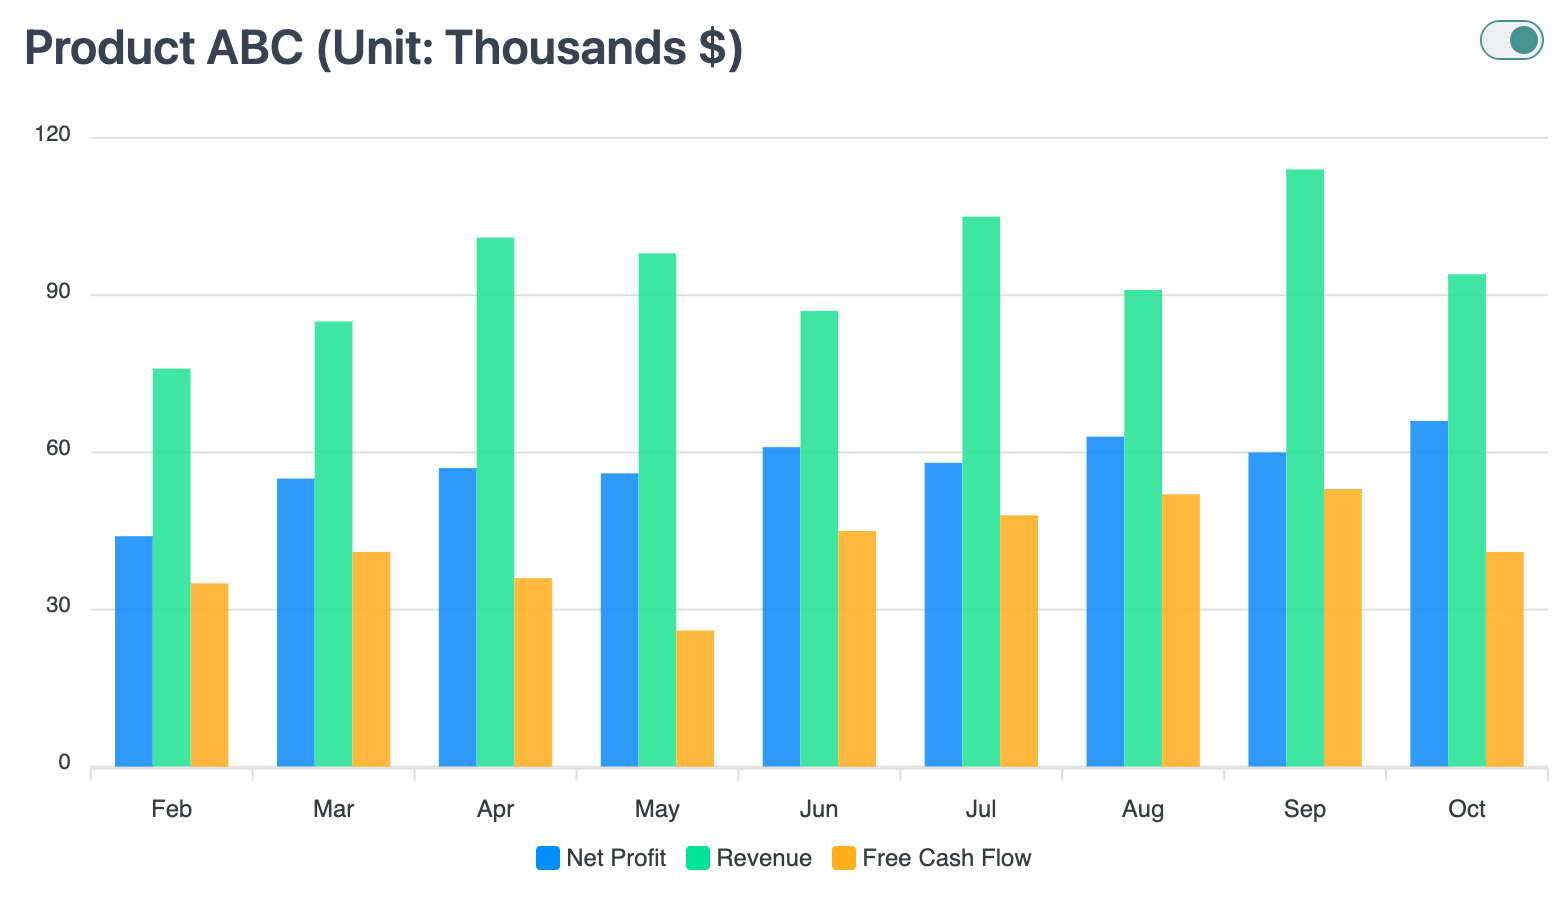 Product ABC (Unit: Thousands $)
120
90
60
30
0
Feb Mar Apr May Jun Jul Aug Sep Oct
Net Profit Revenue Free Cash Flow